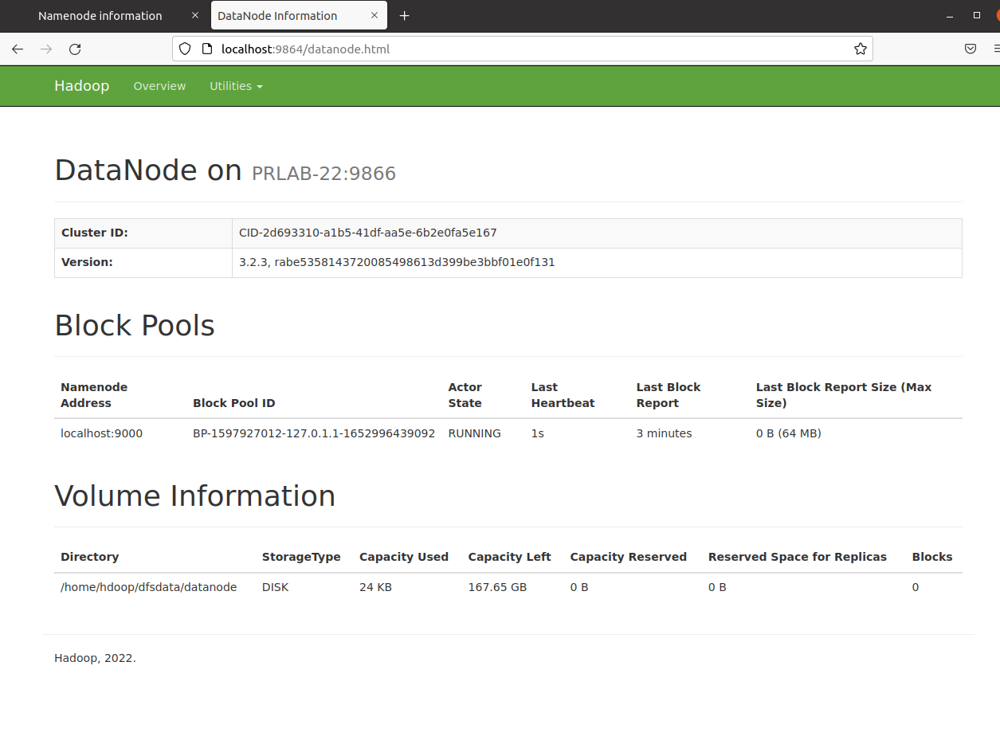 Namenode information
DataNode Information
localhost:9864/datanode.html
Hadoop Overview Utilities
DataNode on PRLAB-22:9866
Cluster ID: CID-2d693310-a1b5-41df-aa5e-6b2e0fa5e167
Version: 3.2.3, rabe5358143720085498613d399be3bbf01e0f131
Block Pools
Namenode Address Block Pool ID Actor State Last Heartbeat Last Block Report Last Block Report Size (Max Size)
localhost:9000 BP-1597927012-127.0.1.1-1652996439092 RUNNING 1s 3 minutes 0 B (64 MB)
Volume Information
Directory StorageType Capacity Used Capacity Left Capacity Reserved Reserved Space for Replicas Blocks
/home/hdoop/dfsdata/datanode DISK 24 KB 167.65 GB 0 B 0 B 0
Hadoop, 2022.